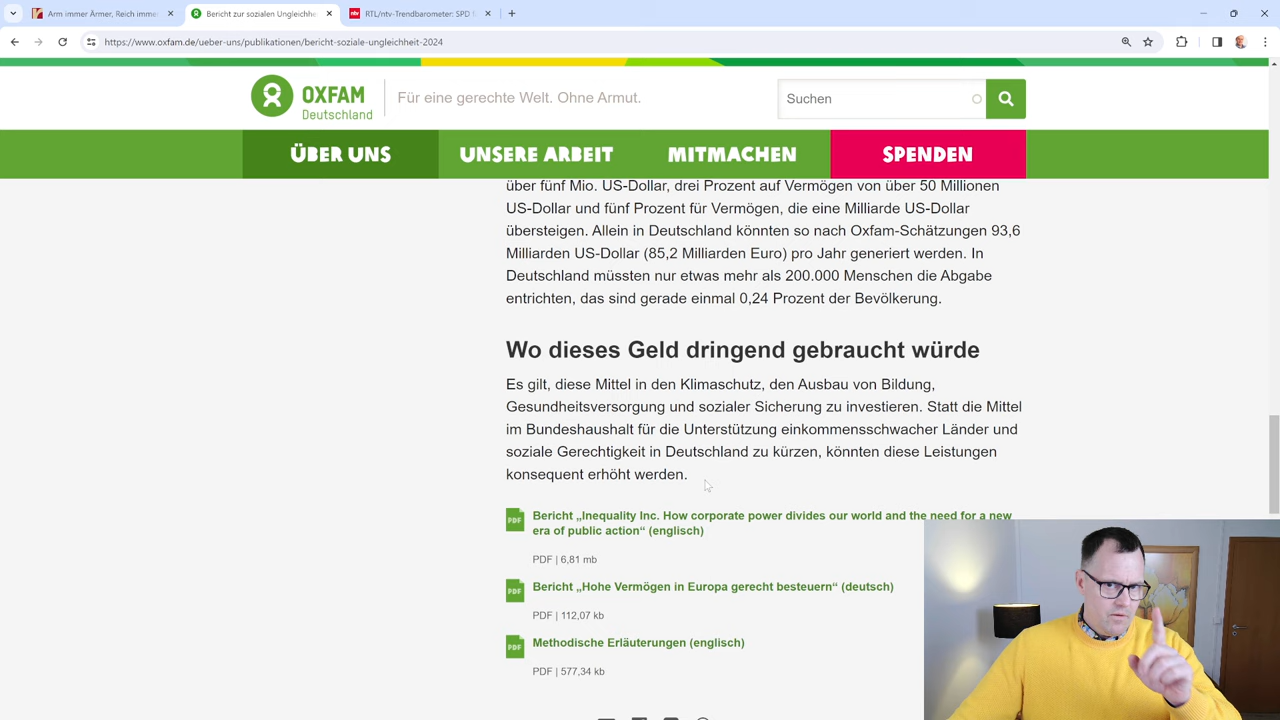 Arm immer Ärmer, Reich immer
Bericht zur sozialen Ungleichhe
RTL/ntv-Trendbarometer: SPD f
https://www.oxfam.de/ueber-uns/publikationen/bericht-soziale-ungleichheit-2024
OXFAM
Deutschland
Für eine gerechte Welt. Ohne Armut.
Suchen
ÜBER UNS
UNSERE ARBEIT
MITMACHEN
SPENDEN
über fünf Mio. US-Dollar, drei Prozent auf Vermögen von über 50 Millionen
US-Dollar und fünf Prozent für Vermögen, die eine Milliarde US-Dollar
übersteigen. Allein in Deutschland könnten so nach Oxfam-Schätzungen 93,6
Milliarden US-Dollar (85,2 Milliarden Euro) pro Jahr generiert werden. In
Deutschland müssten nur etwas mehr als 200.000 Menschen die Abgabe
entrichten, das sind gerade einmal 0,24 Prozent der Bevölkerung.
Wo dieses Geld dringend gebraucht würde
Es gilt, diese Mittel in den Klimaschutz, den Ausbau von Bildung,
Gesundheitsversorgung und sozialer Sicherung zu investieren. Statt die Mittel
im Bundeshaushalt für die Unterstützung einkommensschwacher Länder und
soziale Gerechtigkeit in Deutschland zu kürzen, könnten diese Leistungen
konsequent erhöht werden.
PDF
Bericht „Inequality Inc. How corporate power divides our world and the need for a new
era of public action“ (englisch)
PDF | 6,81 mb
PDF
Bericht „Hohe Vermögen in Europa gerecht besteuern“ (deutsch)
PDF | 112,07 kb
PDF
Methodische Erläuterungen (englisch)
PDF | 577,34 kb